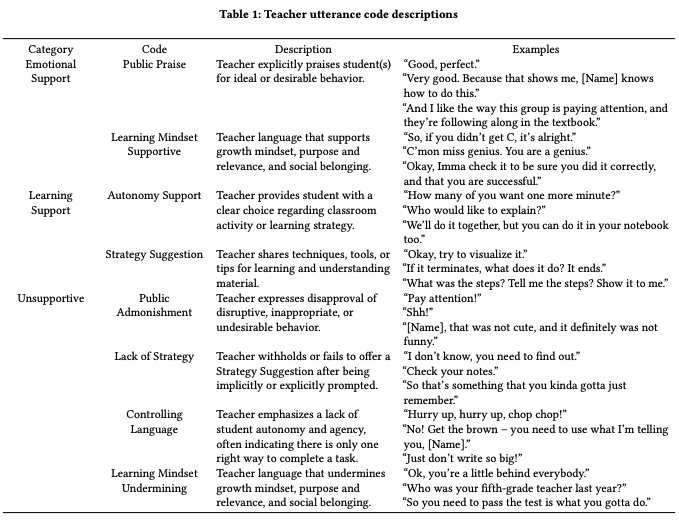 Table 1: Teacher utterance code descriptions
Category Code Description Examples
Emotional Public Praise Teacher explicitly praises student(s) “Good, perfect.”
Support for ideal or desirable behavior. “Very good. Because that shows me, [Name] knows
how to do this.”
“And I like the way this group is paying attention, and
they’re following along in the textbook.”
Learning Mindset Teacher language that supports “So, if you didn’t get C, it’s alright.”
Supportive growth mindset, purpose and “C’mon miss genius. You are a genius.”
relevance, and social belonging. “Okay, Imma check it to be sure you did it correctly,
and that you are successful.”
Learning Autonomy Support Teacher provides student with a “How many of you want one more minute?”
Support clear choice regarding classroom “Who would like to explain?”
activity or learning strategy. “We’ll do it together, but you can do it in your notebook
too.”
Strategy Suggestion Teacher shares techniques, tools, or “Okay, try to visualize it.”
tips for learning and understanding “If it terminates, what does it do? It ends.”
material. “What was the steps? Tell me the steps? Show it to me.”
Unsupportive Public Teacher expresses disapproval of “Pay attention!”
Admonishment disruptive, inappropriate, or “Shh!”
undesirable behavior. “[Name], that was not cute, and it definitely was not
funny.”
Lack of Strategy Teacher withholds or fails to offer a “I don’t know, you need to find out.”
Strategy Suggestion after being “Check your notes.”
implicitly or explicitly prompted. “So that’s something that you kinda gotta just
remember.”
Controlling Teacher emphasizes a lack of “Hurry up, hurry up, chop chop!”
Language student autonomy and agency, “No! Get the brown – you need to use what I’m telling
often indicating there is only one you, [Name].”
right way to complete a task. “Just don’t write so big!”
Learning Mindset Teacher language that undermines “Ok, you’re a little behind everybody.”
Undermining growth mindset, purpose and “Who was your fifth-grade teacher last year?”
relevance, and social belonging. “So you need to pass the test is what you gotta do.”